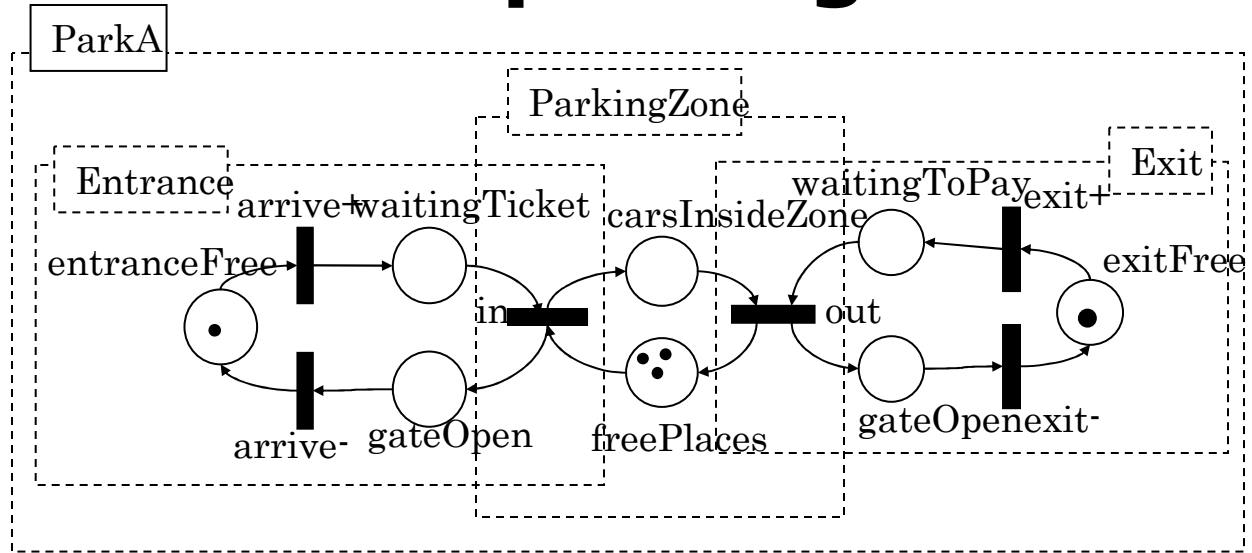 ParkA
ParkingZone
Entrance
Exit
arrive+
waitingTicket
carsInsideZone
waitingToPay
exit+
entranceFree
exitFree
in
out
arrive-
gateOpen
freePlaces
gateOpen
exit-